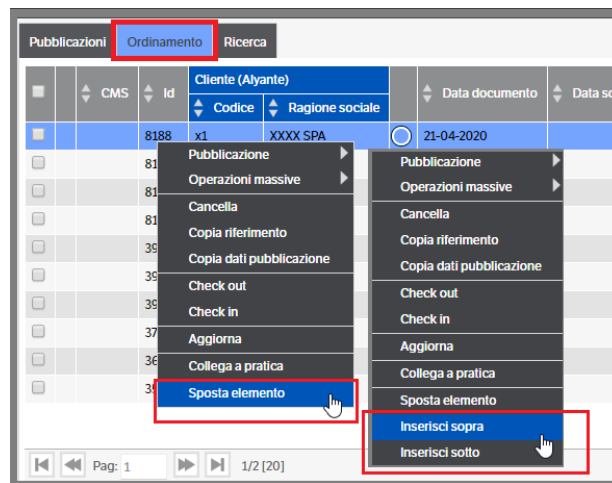 Pubblicazioni Ordinamento Ricerca
Cliente (Alyante)
CMS Id Codice Ragione sociale Data documento Data sc
8188 x1 XXXX SPA 21-04-2020
81
81
81
39
39
39
37
36
35
Pubblicazione
Operazioni massive
Cancella
Copia riferimento
Copia dati pubblicazione
Check out
Check in
Aggiorna
Collega a pratica
Sposta elemento
Pubblicazione
Operazioni massive
Cancella
Copia riferimento
Copia dati pubblicazione
Check out
Check in
Aggiorna
Collega a pratica
Sposta elemento
Inserisci sopra
Inserisci sotto
Pag: 1 1/2 [20]